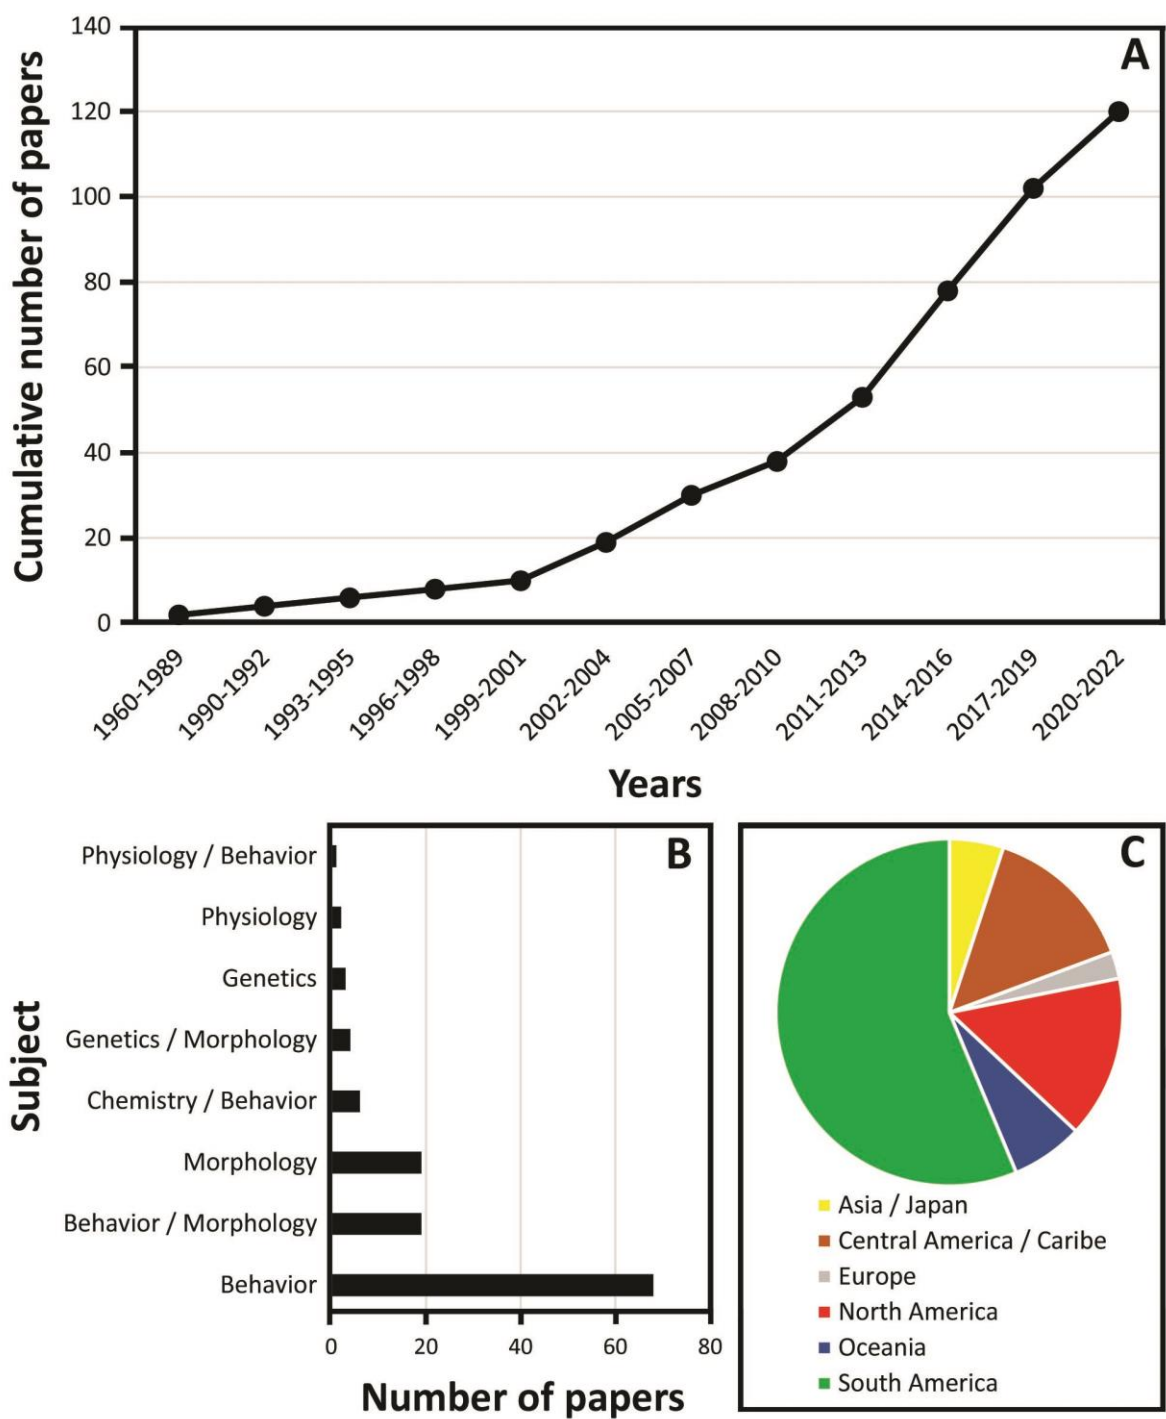 A
Cumulative number of papers
140
120
100
80
60
40
20
0
1960-1989
1990-1992
1993-1995
1996-1998
1999-2001
2002-2004
2005-2007
2008-2010
2011-2013
2014-2016
2017-2019
2020-2022
Years
B
Subject
Physiology / Behavior
Physiology
Genetics
Genetics / Morphology
Chemistry / Behavior
Morphology
Behavior / Morphology
Behavior
0
20
40
60
80
Number of papers
C
Asia / Japan
Central America / Caribe
Europe
North America
Oceania
South America